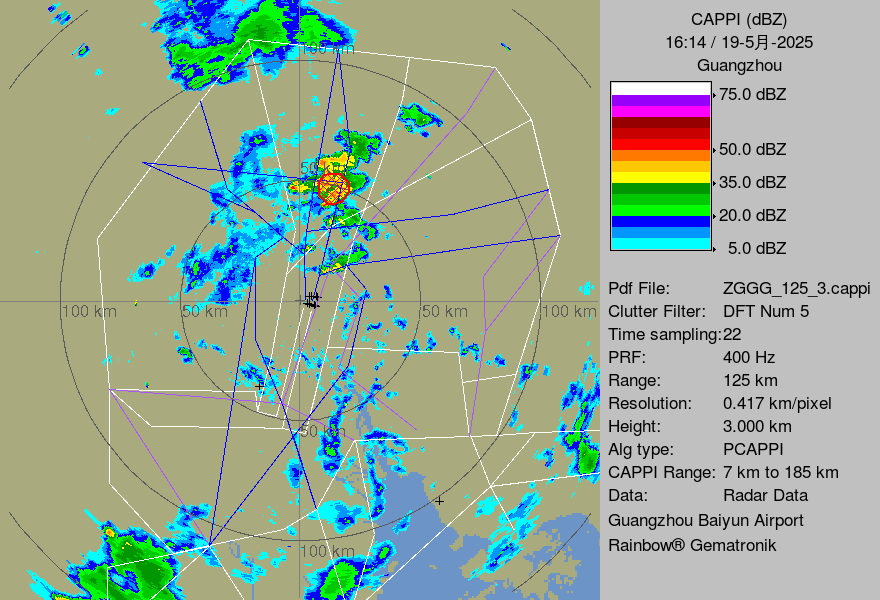 CAPPI (dBZ)
16:14 / 19-5月-2025
Guangzhou
75.0 dBZ
50.0 dBZ
35.0 dBZ
20.0 dBZ
5.0 dBZ
Pdf File: ZGGG_125_3.cappi
Clutter Filter: DFT Num 5
Time sampling:22
PRF: 400 Hz
Range: 125 km
Resolution: 0.417 km/pixel
Height: 3.000 km
Alg type: PCAPPI
CAPPI Range: 7 km to 185 km
Data: Radar Data
Guangzhou Baiyun Airport
Rainbow® Gematronik
100 km
50 km
100 km
50 km
50 km
100 km
50 km
100 km